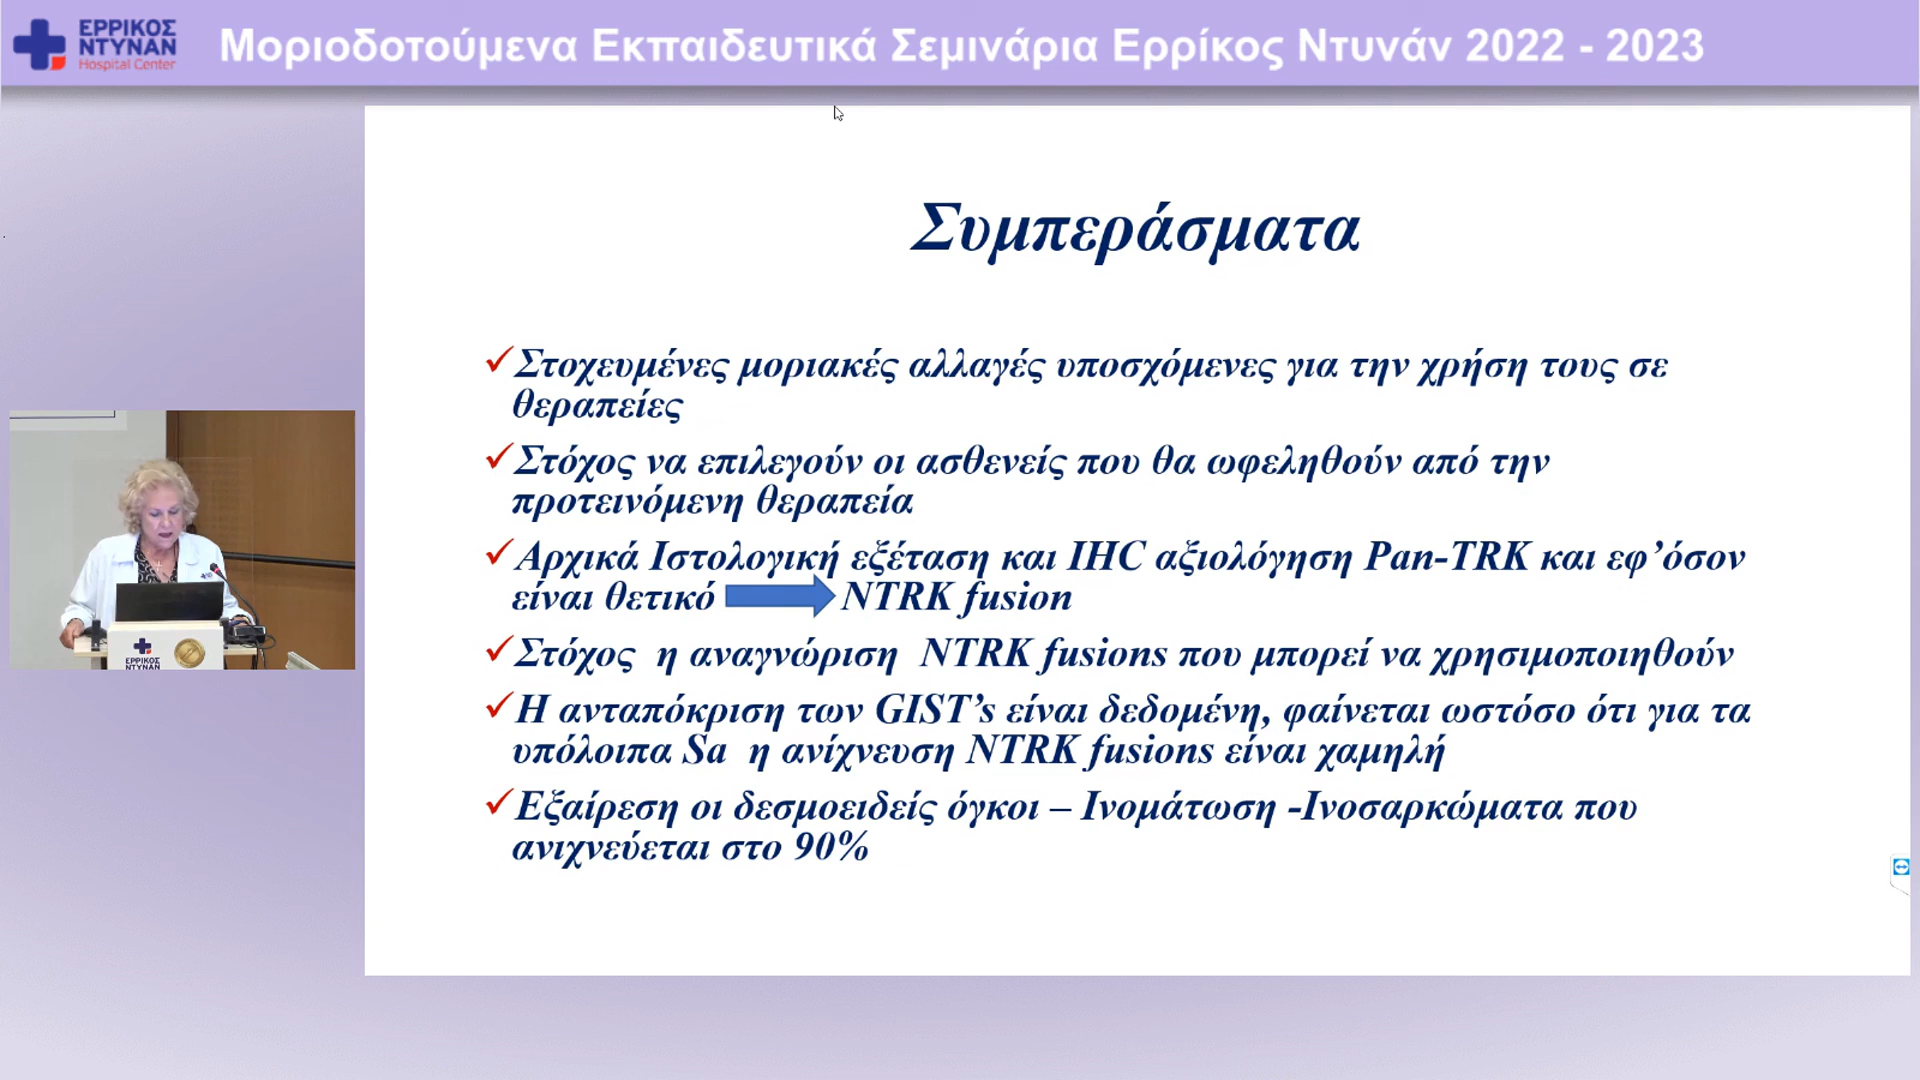 ΕΡΡΙΚΟΣ
ΝΤΥΝΑΝ
Hospital Center
Μοριοδοτούμενα Εκπαιδευτικά Σεμινάρια Ερρίκος Ντυνάν 2022 - 2023
Συμπεράσματα
✓Στοχευμένες μοριακές αλλαγές υποσχόμενες για την χρήση τους σε
θεραπείες
✓Στόχος να επιλεγούν οι ασθενείς που θα ωφεληθούν από την
προτεινόμενη θεραπεία
✓Αρχικά Ιστολογική εξέταση και IHC αξιολόγηση Pan-TRK και εφ’όσον
είναι θετικό NTRK fusion
✓Στόχος η αναγνώριση NTRK fusions που μπορεί να χρησιμοποιηθούν
✓Η ανταπόκριση των GIST’s είναι δεδομένη, φαίνεται ωστόσο ότι για τα
υπόλοιπα Sa η ανίχνευση NTRK fusions είναι χαμηλή
✓Εξαίρεση οι δεσμοειδείς όγκοι – Ινομάτωση -Ινοσαρκώματα που
ανιχνεύεται στο 90%
ΕΡΡΙΚΟΣ
ΝΤΥΝΑΝ